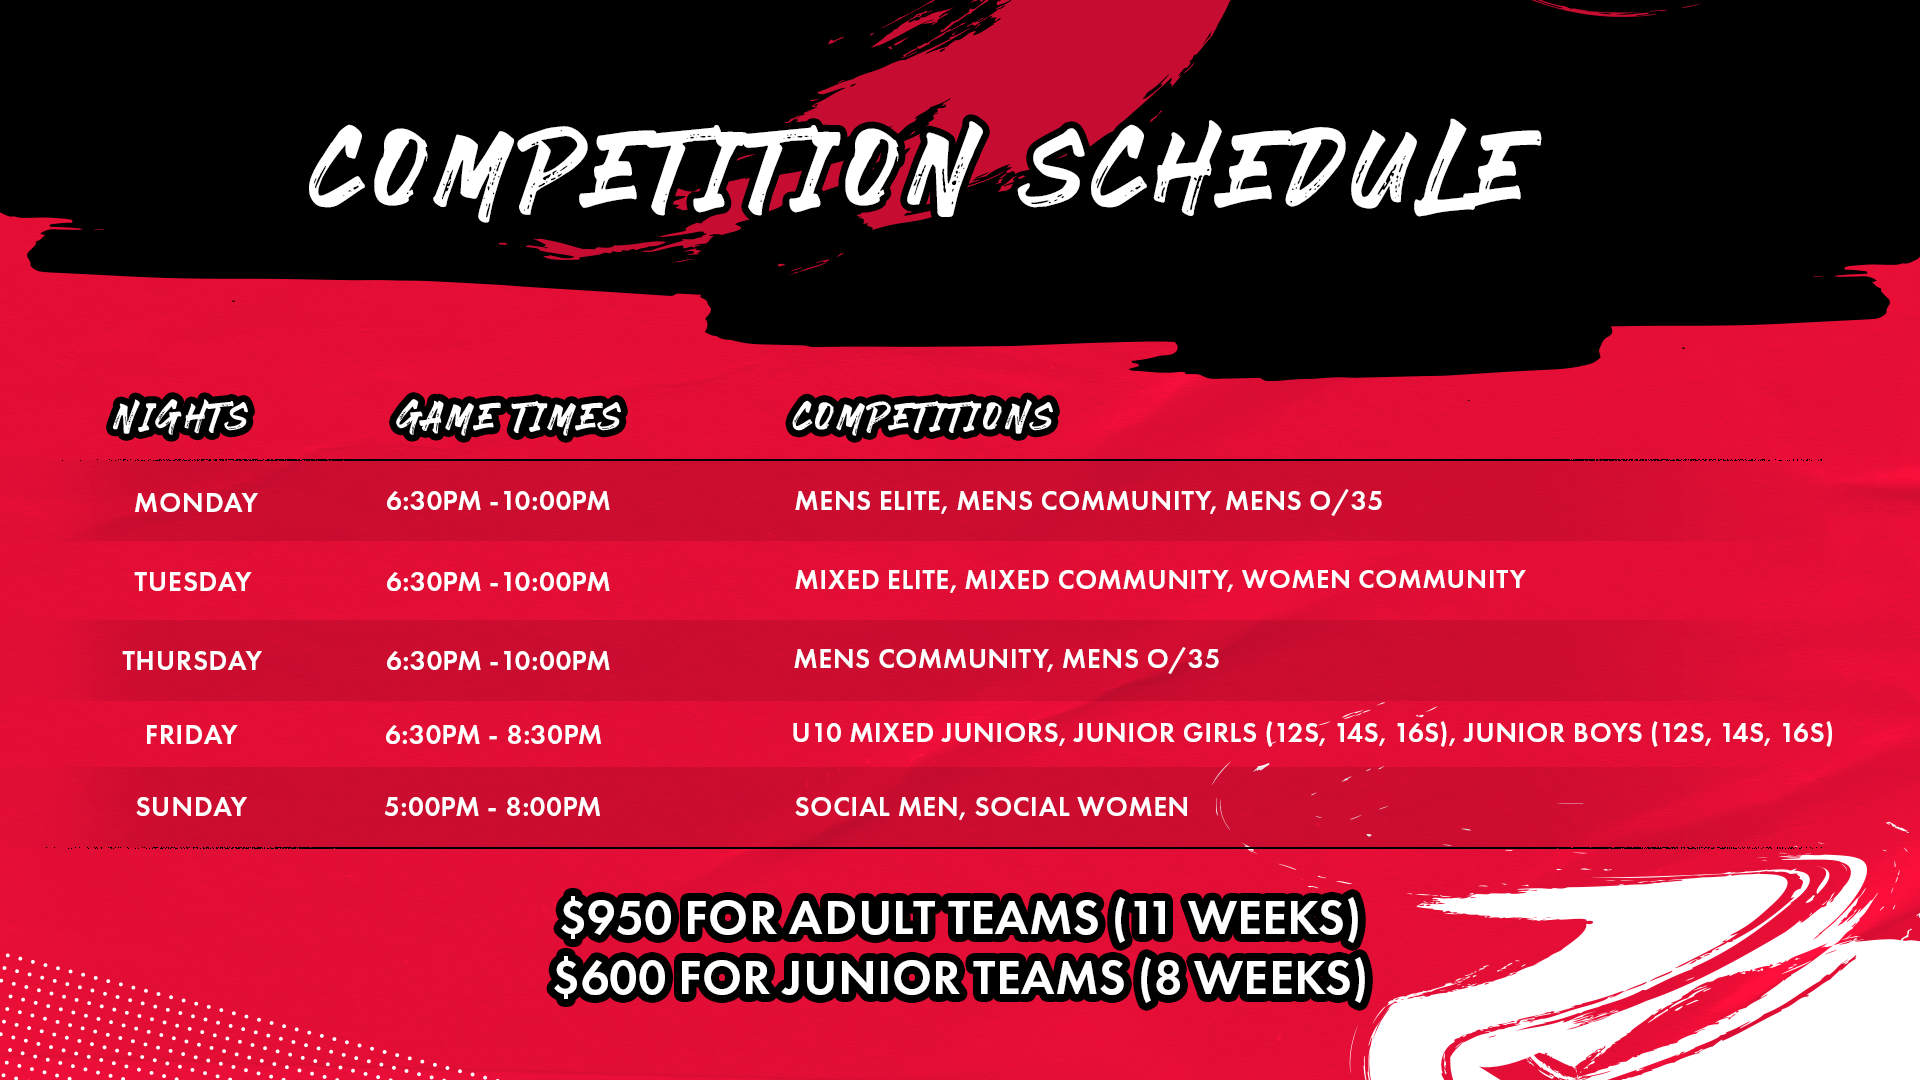 COMPETITION SCHEDULE
NIGHTS GAME TIMES COMPETITIONS
MONDAY 6:30PM -10:00PM MENS ELITE, MENS COMMUNITY, MENS O/35
TUESDAY 6:30PM -10:00PM MIXED ELITE, MIXED COMMUNITY, WOMEN COMMUNITY
THURSDAY 6:30PM -10:00PM MENS COMMUNITY, MENS O/35
FRIDAY 6:30PM - 8:30PM U10 MIXED JUNIORS, JUNIOR GIRLS (12S, 14S, 16S), JUNIOR BOYS (12S, 14S, 16S)
SUNDAY 5:00PM - 8:00PM SOCIAL MEN, SOCIAL WOMEN
$950 FOR ADULT TEAMS (11 WEEKS)
$600 FOR JUNIOR TEAMS (8 WEEKS)